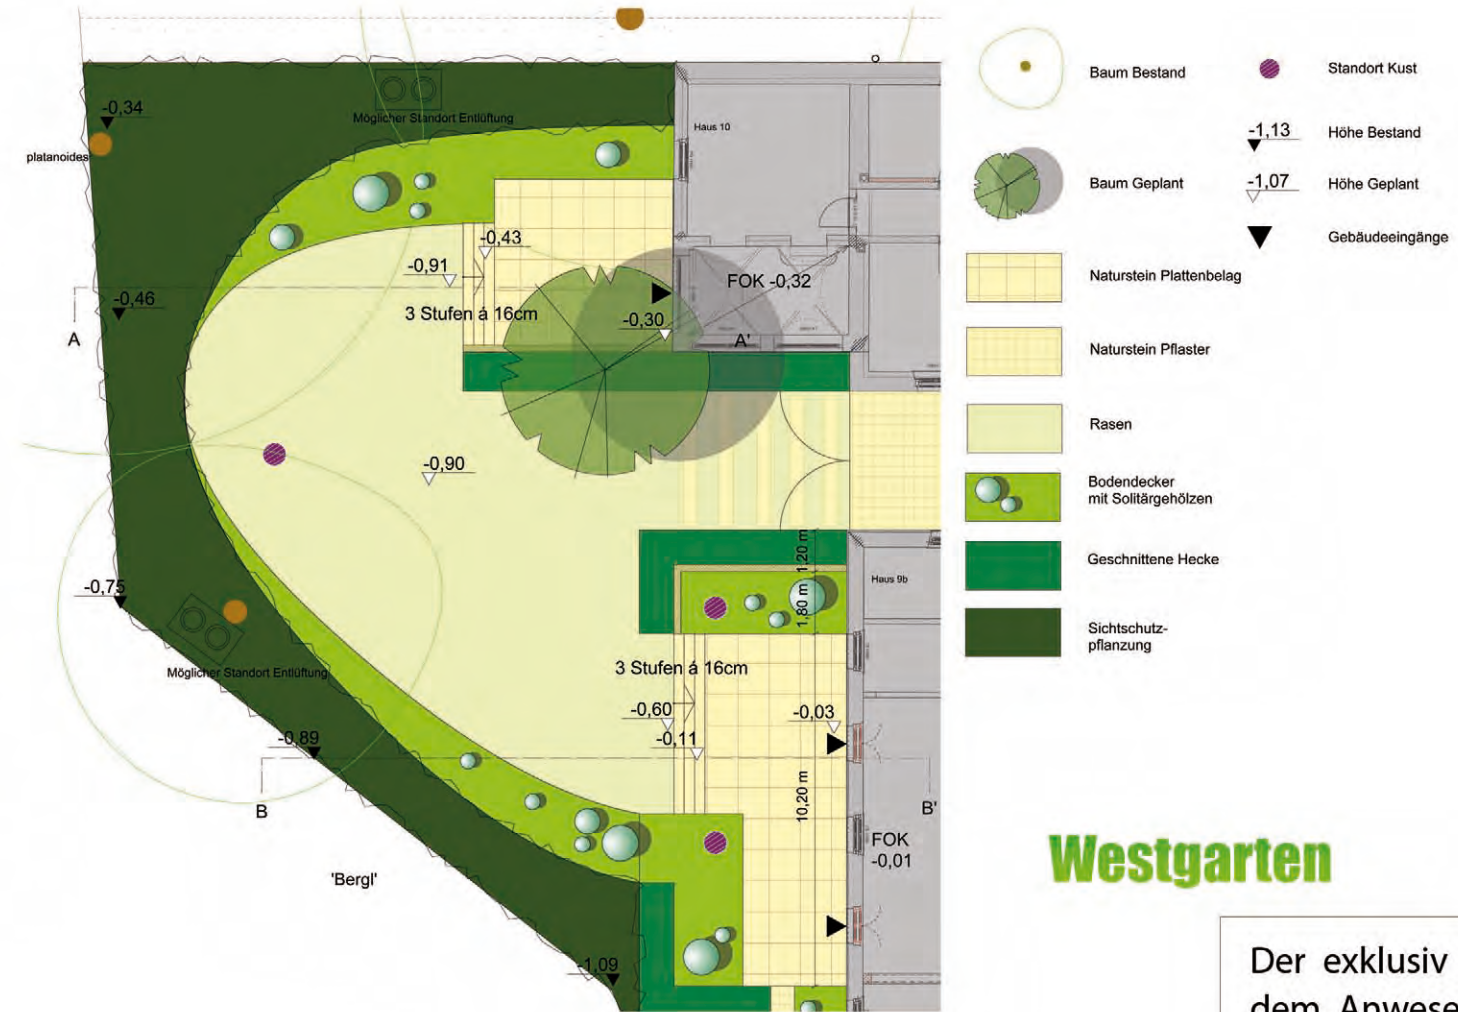 -0,34
Möglicher Standort Entlüftung
platanoides
Haus 10
-0,43
-0,91
-0,46
3 Stufen á 16cm
FOK -0,32
-0,30
A
A'
-0,90
1,20 m
Haus 9b
1,80 m
-0,75
Möglicher Standort Entlüftung
3 Stufen á 16cm
-0,60
-0,03
-0,11
-0,89
B
B'
10,20 m
FOK
-0,01
'Bergl'
-1,09
Baum Bestand
Standort Kust
-1,13
Höhe Bestand
Baum Geplant
-1,07
Höhe Geplant
Gebäudeeingänge
Naturstein Plattenbelag
Naturstein Pflaster
Rasen
Bodendecker
mit Solitärgehölzen
Geschnittene Hecke
Sichtschutz-
pflanzung
Westgarten
Der exklusiv
dem Anwese